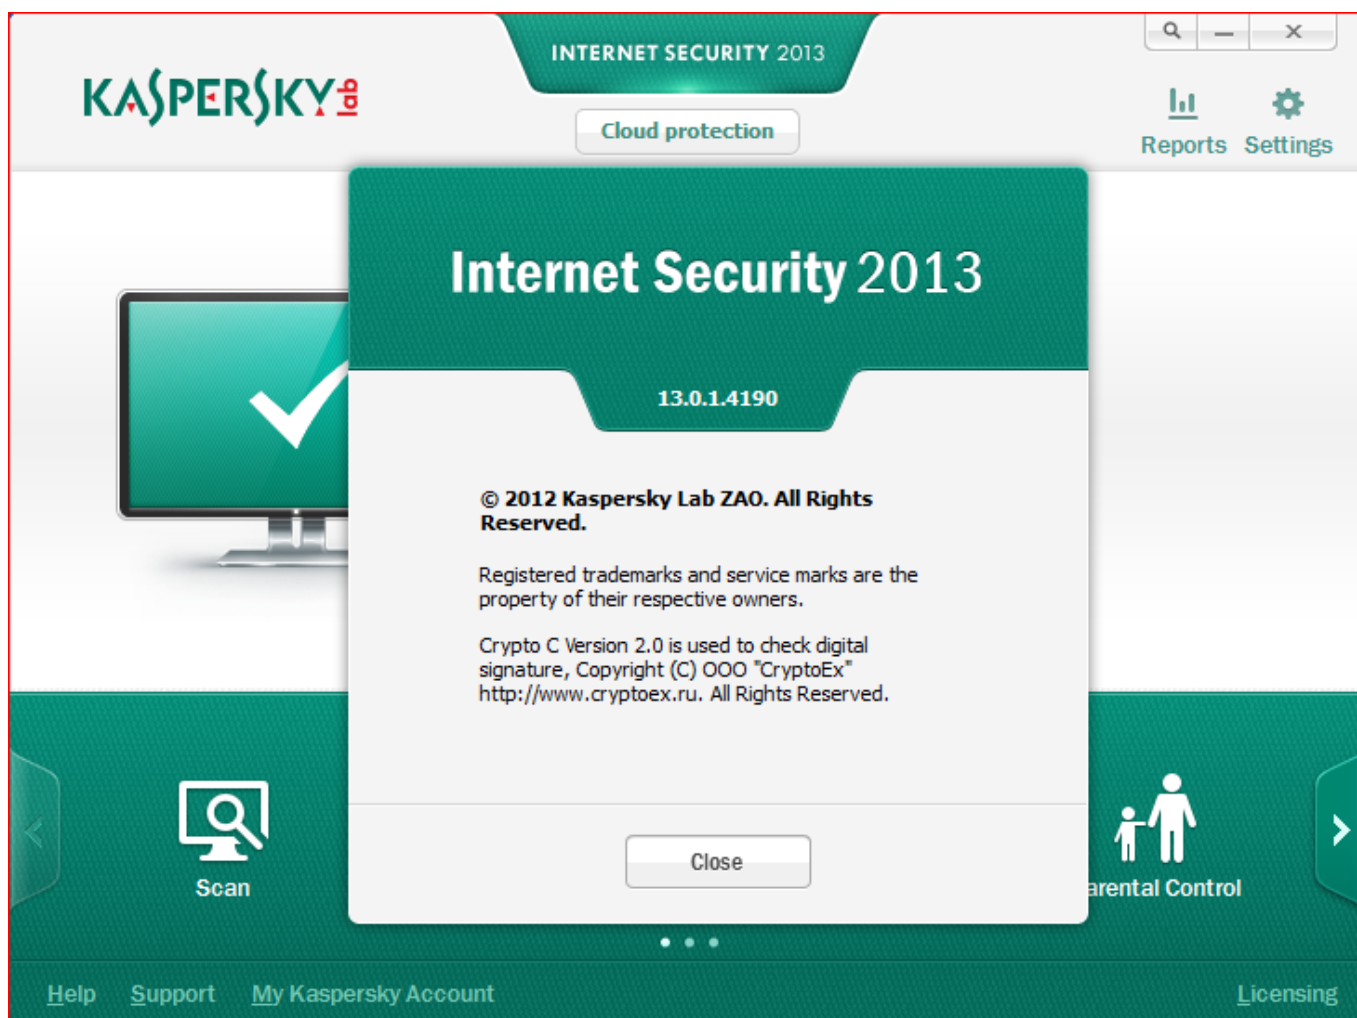 INTERNET SECURITY 2013
KASPERSKY lab
Cloud protection
Reports Settings
Internet Security 2013
13.0.1.4190
© 2012 Kaspersky Lab ZAO. All Rights
Reserved.
Registered trademarks and service marks are the
property of their respective owners.
Crypto C Version 2.0 is used to check digital
signature, Copyright (C) OOO "CryptoEx"
http://www.cryptoex.ru. All Rights Reserved.
Close
Scan
arental Control
Help Support My Kaspersky Account Licensing